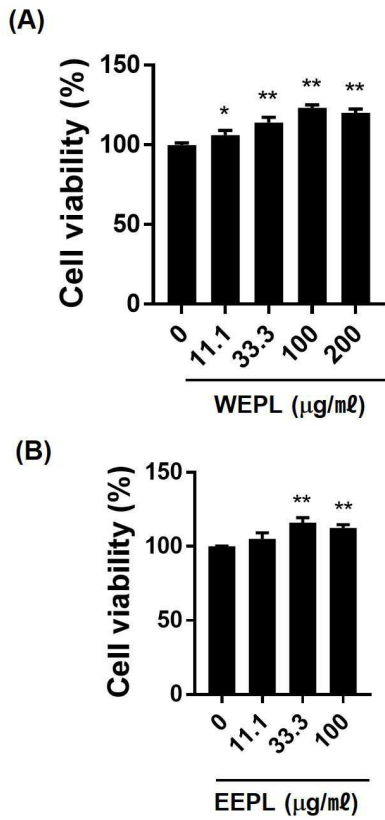 (A)
Cell viability (%)
150
100
50
0
* ** ** **
0 11.1 33.3 100 200
WEPL (μg/mℓ)
(B)
Cell viability (%)
150
100
50
0
** **
0 11.1 33.3 100
EEPL (μg/mℓ)